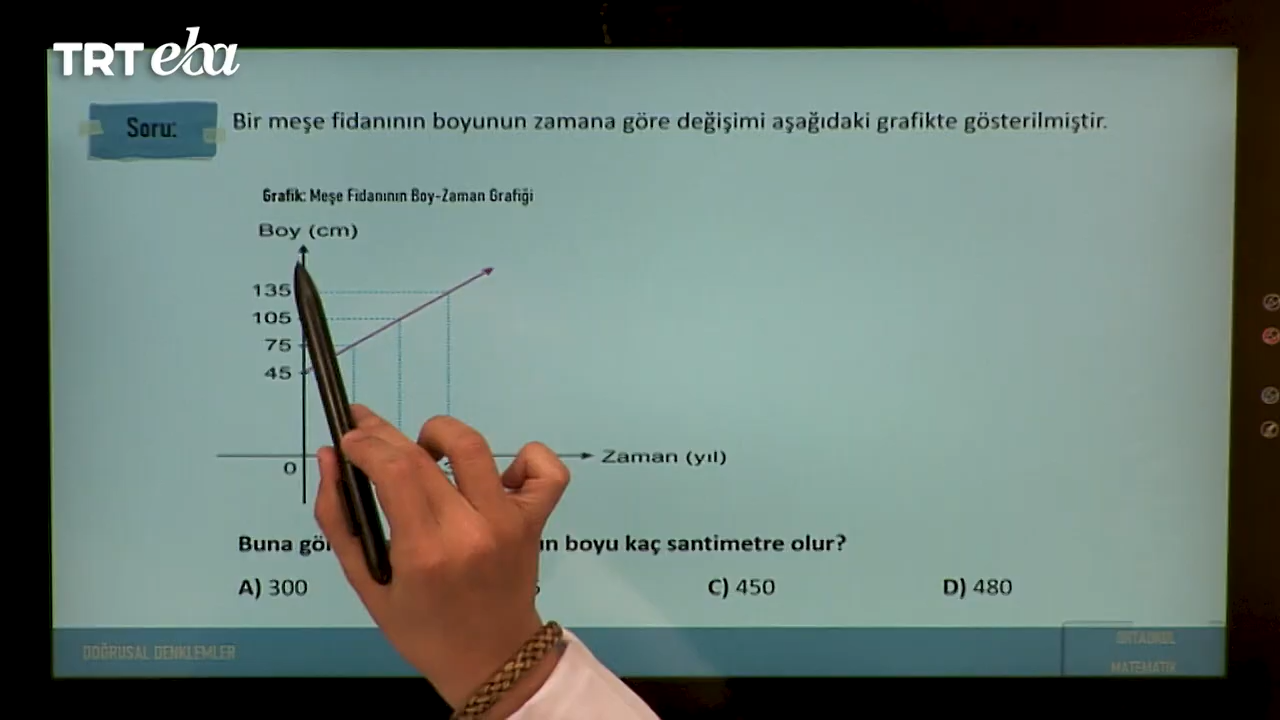 TRT eba
Soru:
Bir meşe fidanının boyunun zamana göre değişimi aşağıdaki grafikte gösterilmiştir.
Grafik: Meşe Fidanının Boy-Zaman Grafiği
Boy (cm)
135
105
75
45
0
Zaman (yıl)
Buna boyu kaç santimetre olur?
A) 300
C) 450
D) 480
DOĞRUSAL DENKLEMLER
ORTAOKUL
MATEMATİK